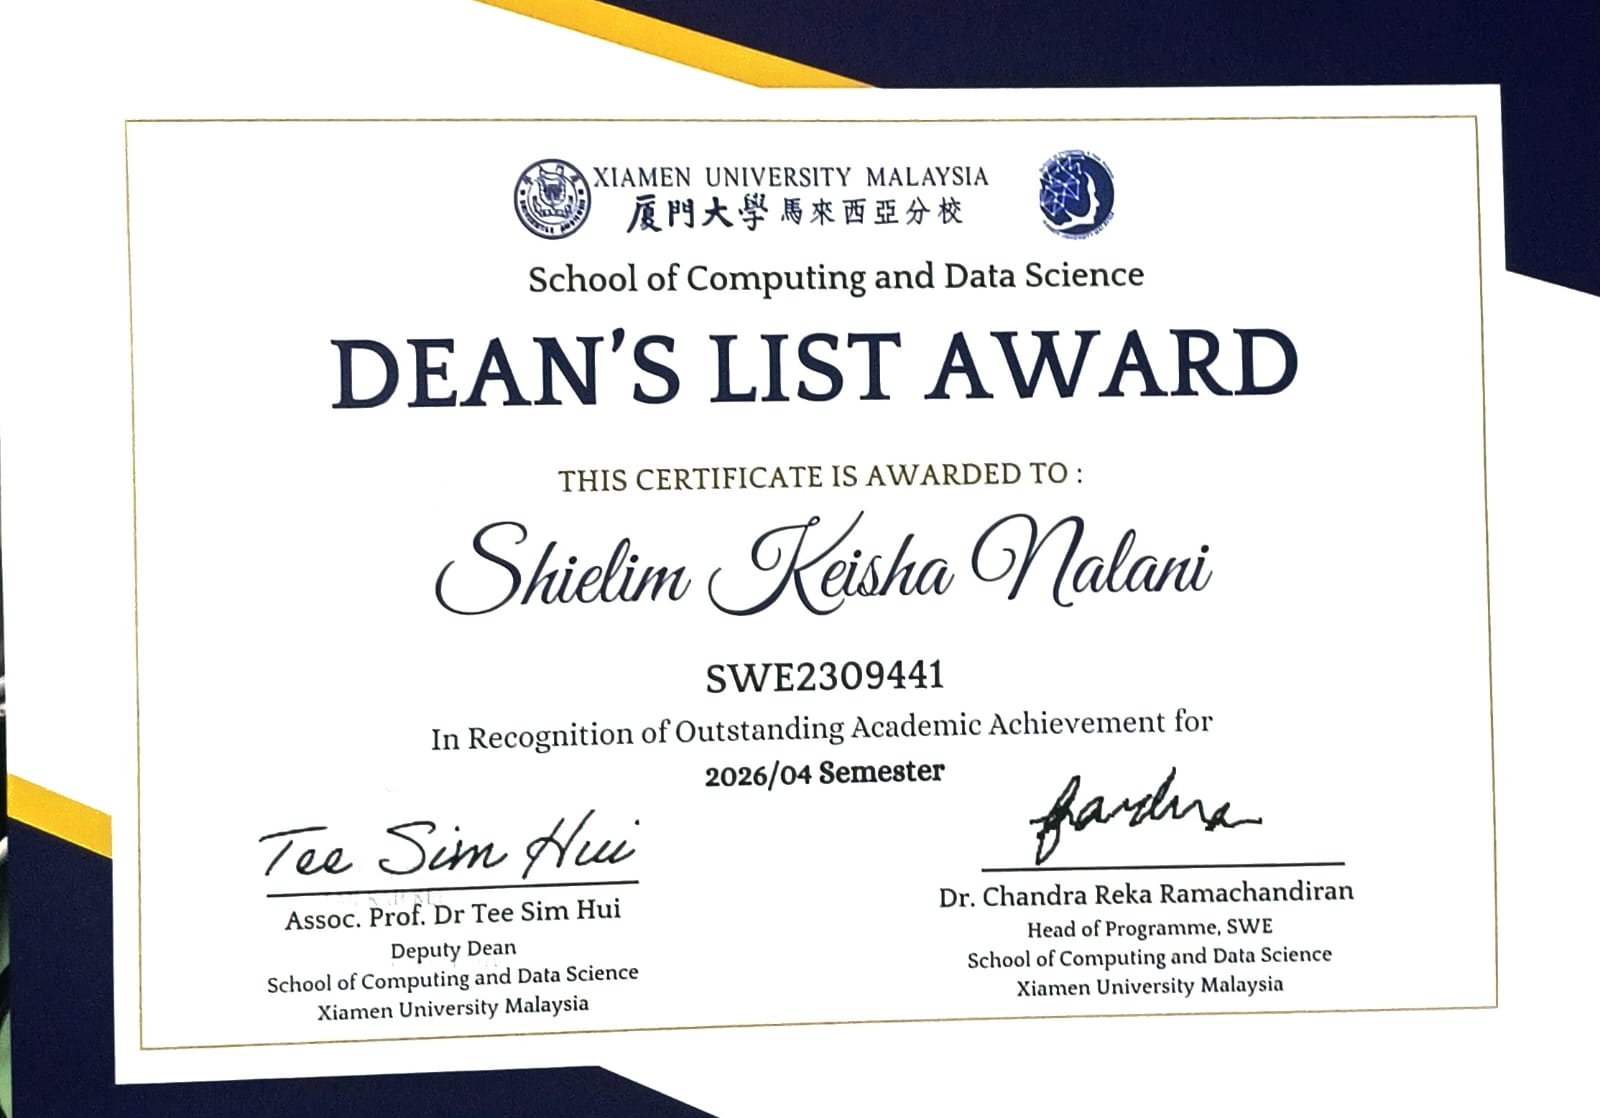 XIAMEN UNIVERSITY MALAYSIA
厦門大學 馬來西亞分校
School of Computing and Data Science
DEAN'S LIST AWARD
THIS CERTIFICATE IS AWARDED TO :
Shielim Keisha Nalani
SWE2309441
In Recognition of Outstanding Academic Achievement for
2026/04 Semester
Tee Sim Hui
Assoc. Prof. Dr Tee Sim Hui
Deputy Dean
School of Computing and Data Science
Xiamen University Malaysia
Dr. Chandra Reka Ramachandiran
Head of Programme, SWE
School of Computing and Data Science
Xiamen University Malaysia